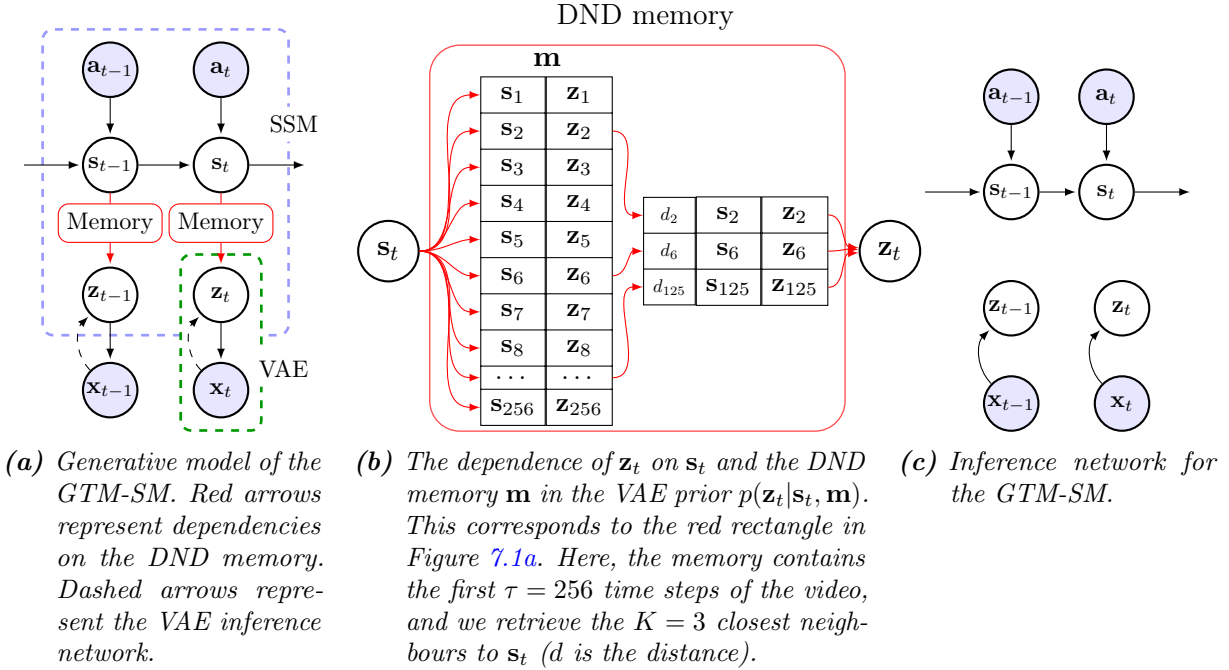 DND memory
a_{t−1}
a_t
SSM
s_{t−1}
s_t
Memory
Memory
z_{t−1}
z_t
VAE
x_{t−1}
x_t
m
s_1 z_1
s_2 z_2
s_3 z_3
s_4 z_4
s_5 z_5
s_6 z_6
s_7 z_7
s_8 z_8
... ...
s_256 z_256
s_t
d_2 s_2 z_2
d_6 s_6 z_6
d_125 s_125 z_125
z_t
a_{t−1}
a_t
s_{t−1}
s_t
z_{t−1}
z_t
x_{t−1}
x_t
(a) Generative model of the
GTM-SM. Red arrows
represent dependencies
on the DND memory.
Dashed arrows repre-
sent the VAE inference
network.
(b) The dependence of z_t on s_t and the DND
memory m in the VAE prior p(z_t|s_t, m).
This corresponds to the red rectangle in
Figure 7.1a. Here, the memory contains
the first τ = 256 time steps of the video,
and we retrieve the K = 3 closest neigh-
bours to s_t (d is the distance).
(c) Inference network for
the GTM-SM.